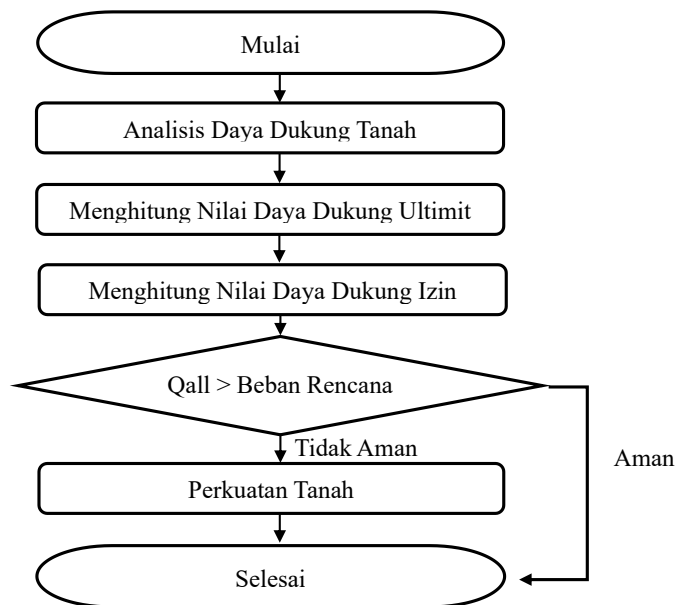 Mulai
Analisis Daya Dukung Tanah
Menghitung Nilai Daya Dukung Ultimit
Menghitung Nilai Daya Dukung Izin
Qall > Beban Rencana
Tidak Aman
Aman
Perkuatan Tanah
Selesai